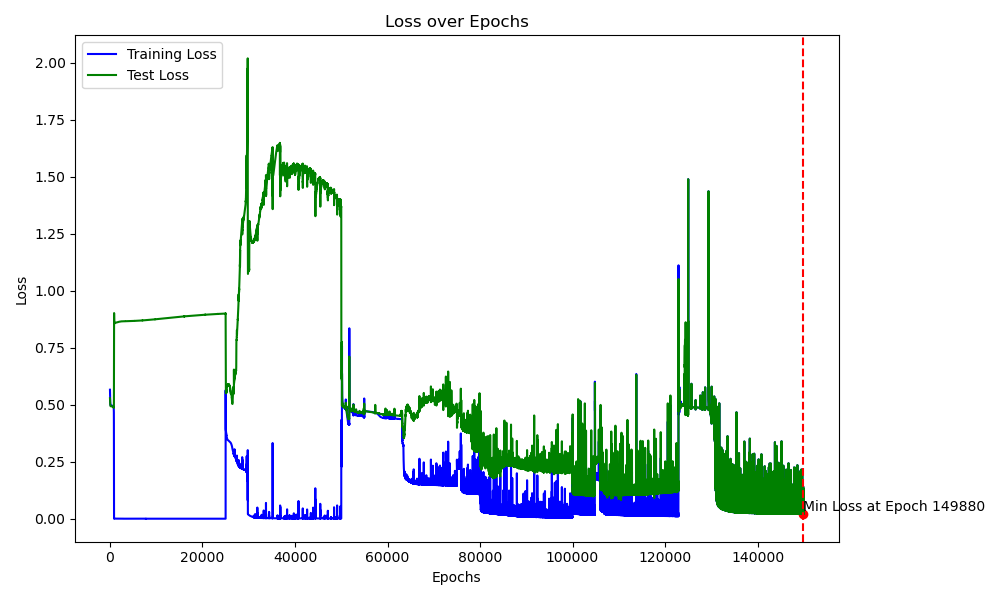 Loss over Epochs
Training Loss
Test Loss
2.00
1.75
1.50
1.25
1.00
0.75
0.50
0.25
0.00
Loss
Min Loss at Epoch 149880
0 20000 40000 60000 80000 100000 120000 140000
Epochs